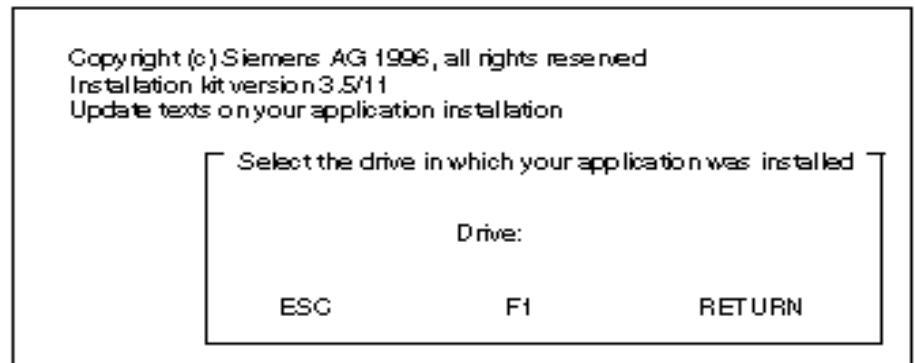 Copyright (c) Siemens AG 1996, all rights reserved
Installation kit version 3.5/11
Update texts on your application installation
Select the drive in which your application was installed
Drive:
ESC F1 RETURN